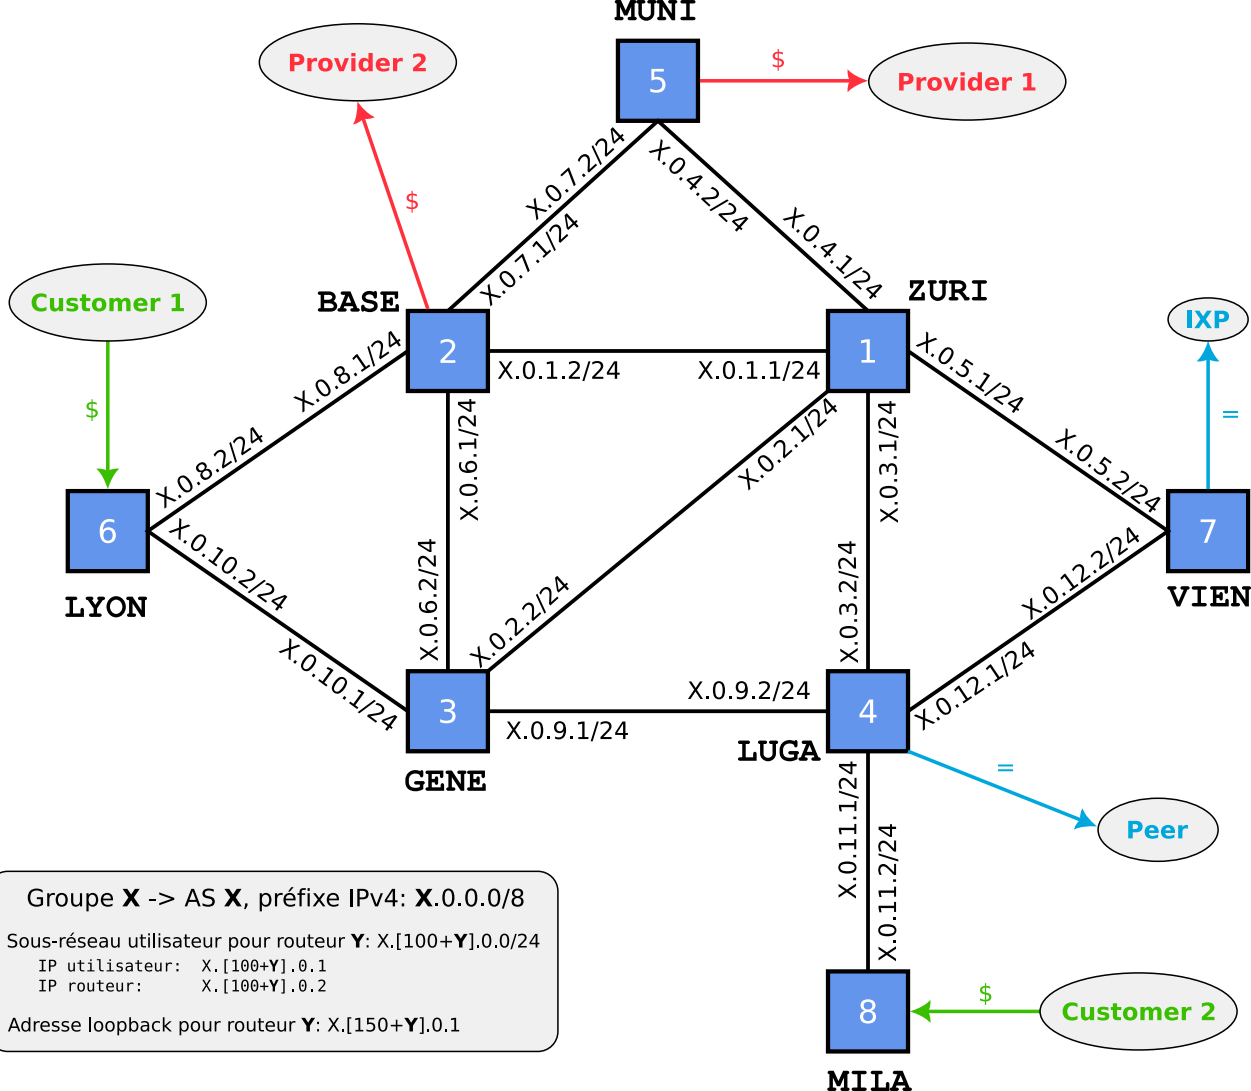 MUNI
5
$
Provider 1
Provider 2
$
X.0.7.2/24
X.0.4.2/24
X.0.7.1/24
X.0.4.1/24
Customer 1
$
BASE
2
ZURI
1
IXP
=
X.0.8.1/24
X.0.1.2/24
X.0.1.1/24
X.0.5.1/24
X.0.8.2/24
X.0.6.1/24
X.0.2.1/24
X.0.3.1/24
X.0.5.2/24
6
LYON
7
VIEN
X.0.10.2/24
X.0.6.2/24
X.0.2.2/24
X.0.3.2/24
X.0.12.2/24
X.0.10.1/24
X.0.9.2/24
X.0.12.1/24
3
GENE
X.0.9.1/24
4
LUGA
=
Peer
X.0.11.1/24
X.0.11.2/24
Groupe X -> AS X, préfixe IPv4: X.0.0.0/8
Sous-réseau utilisateur pour routeur Y: X.[100+Y].0.0/24
IP utilisateur: X.[100+Y].0.1
IP routeur: X.[100+Y].0.2
Adresse loopback pour routeur Y: X.[150+Y].0.1
8
MILA
$
Customer 2